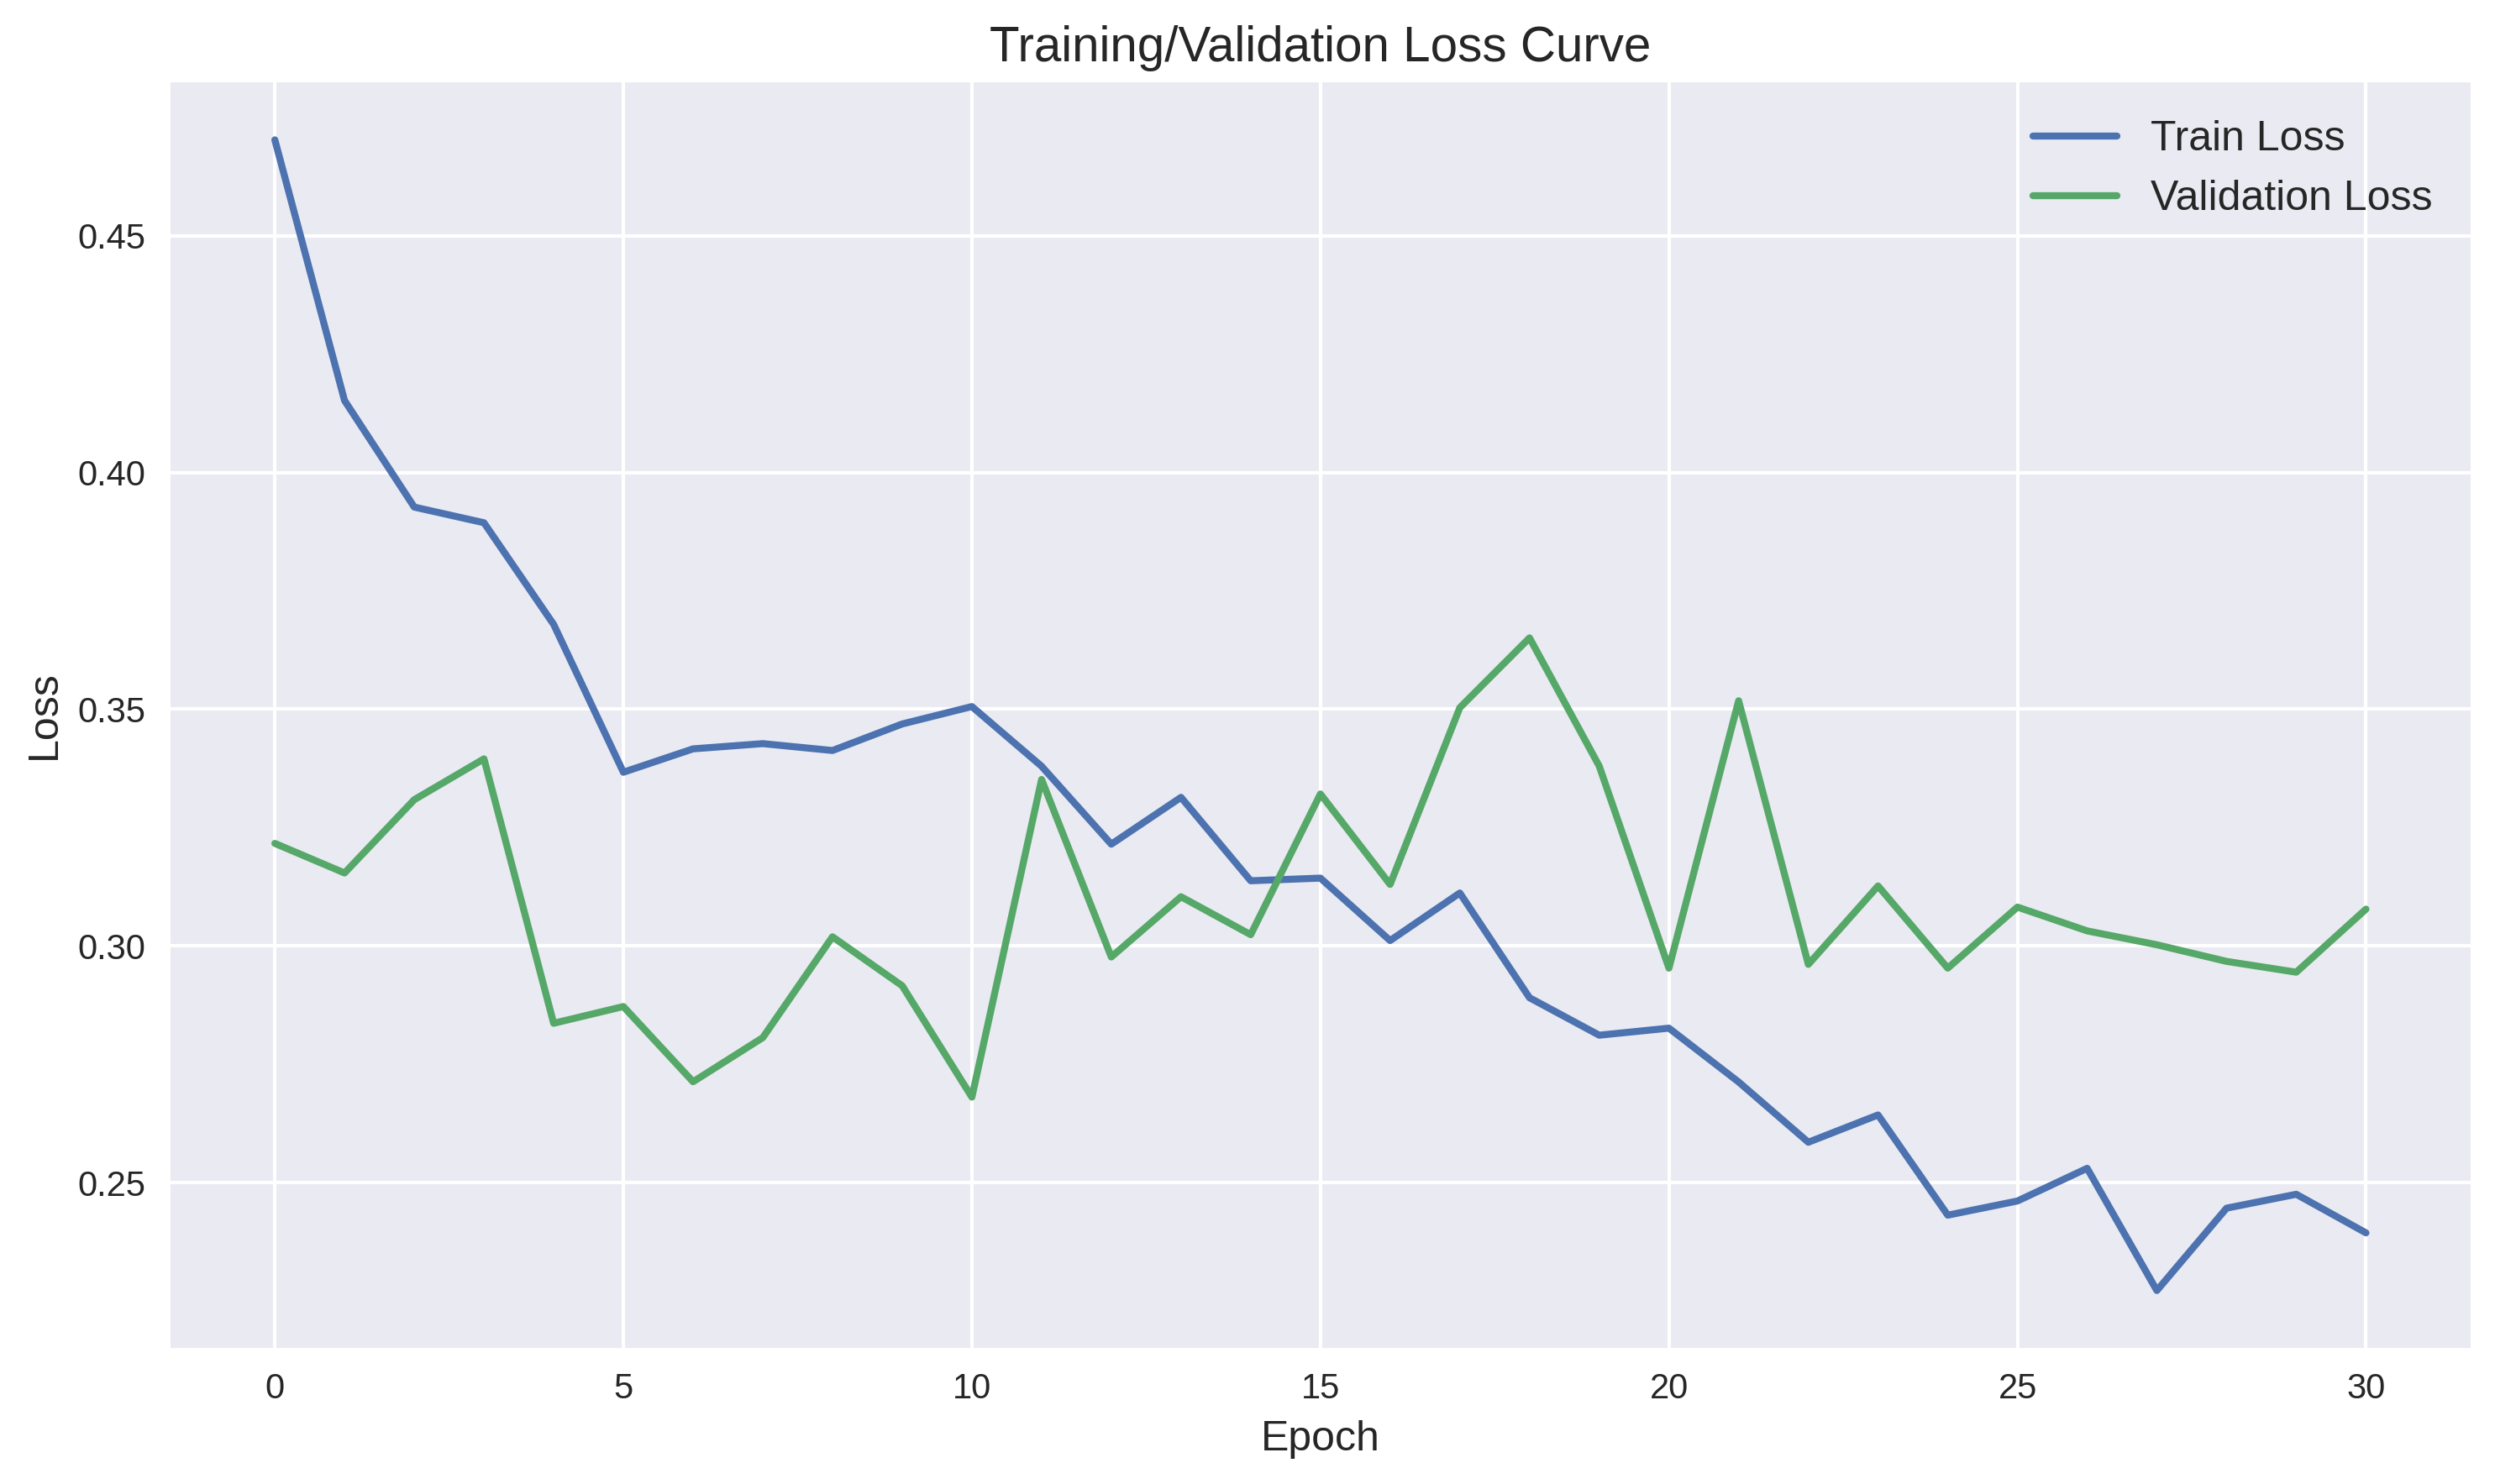 Training/Validation Loss Curve
Train Loss
Validation Loss
0.45
0.40
0.35
0.30
0.25
Loss
0 5 10 15 20 25 30
Epoch